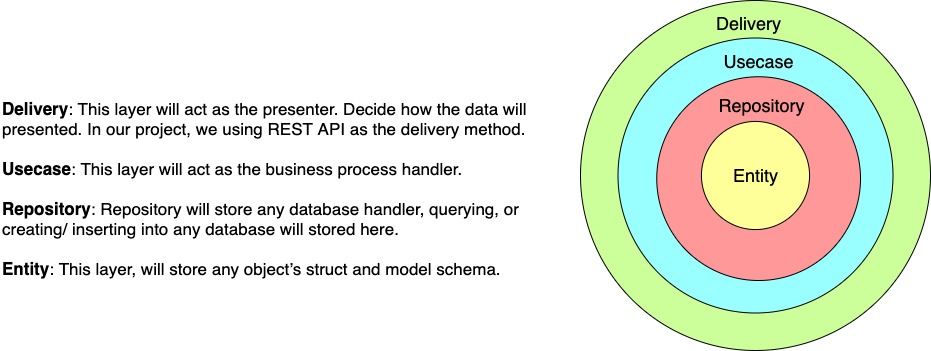 Delivery: This layer will act as the presenter. Decide how the data will
presented. In our project, we using REST API as the delivery method.
Usecase: This layer will act as the business process handler.
Repository: Repository will store any database handler, querying, or
creating/ inserting into any database will stored here.
Entity: This layer, will store any object’s struct and model schema.
Delivery
Usecase
Repository
Entity